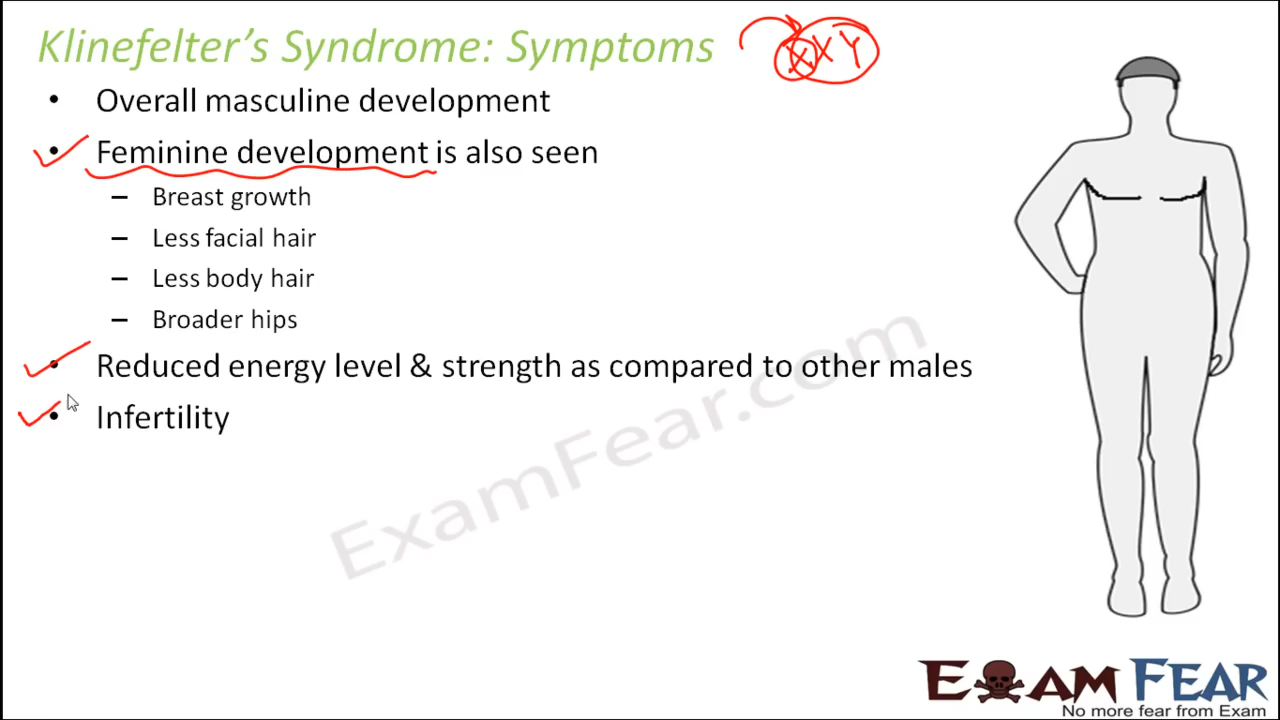 Klinefelter's Syndrome: Symptoms XXY
• Overall masculine development
• Feminine development is also seen
– Breast growth
– Less facial hair
– Less body hair
– Broader hips
• Reduced energy level & strength as compared to other males
• Infertility
ExamFear.com
EXAM FEAR
No more fear from Exam